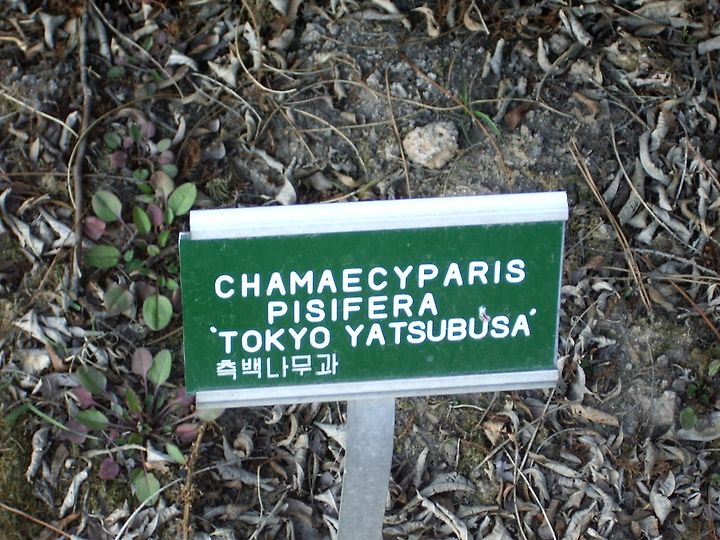 CHAMAECYPARIS
PISIFERA
'TOKYO YATSUBUSA'
측백나무과